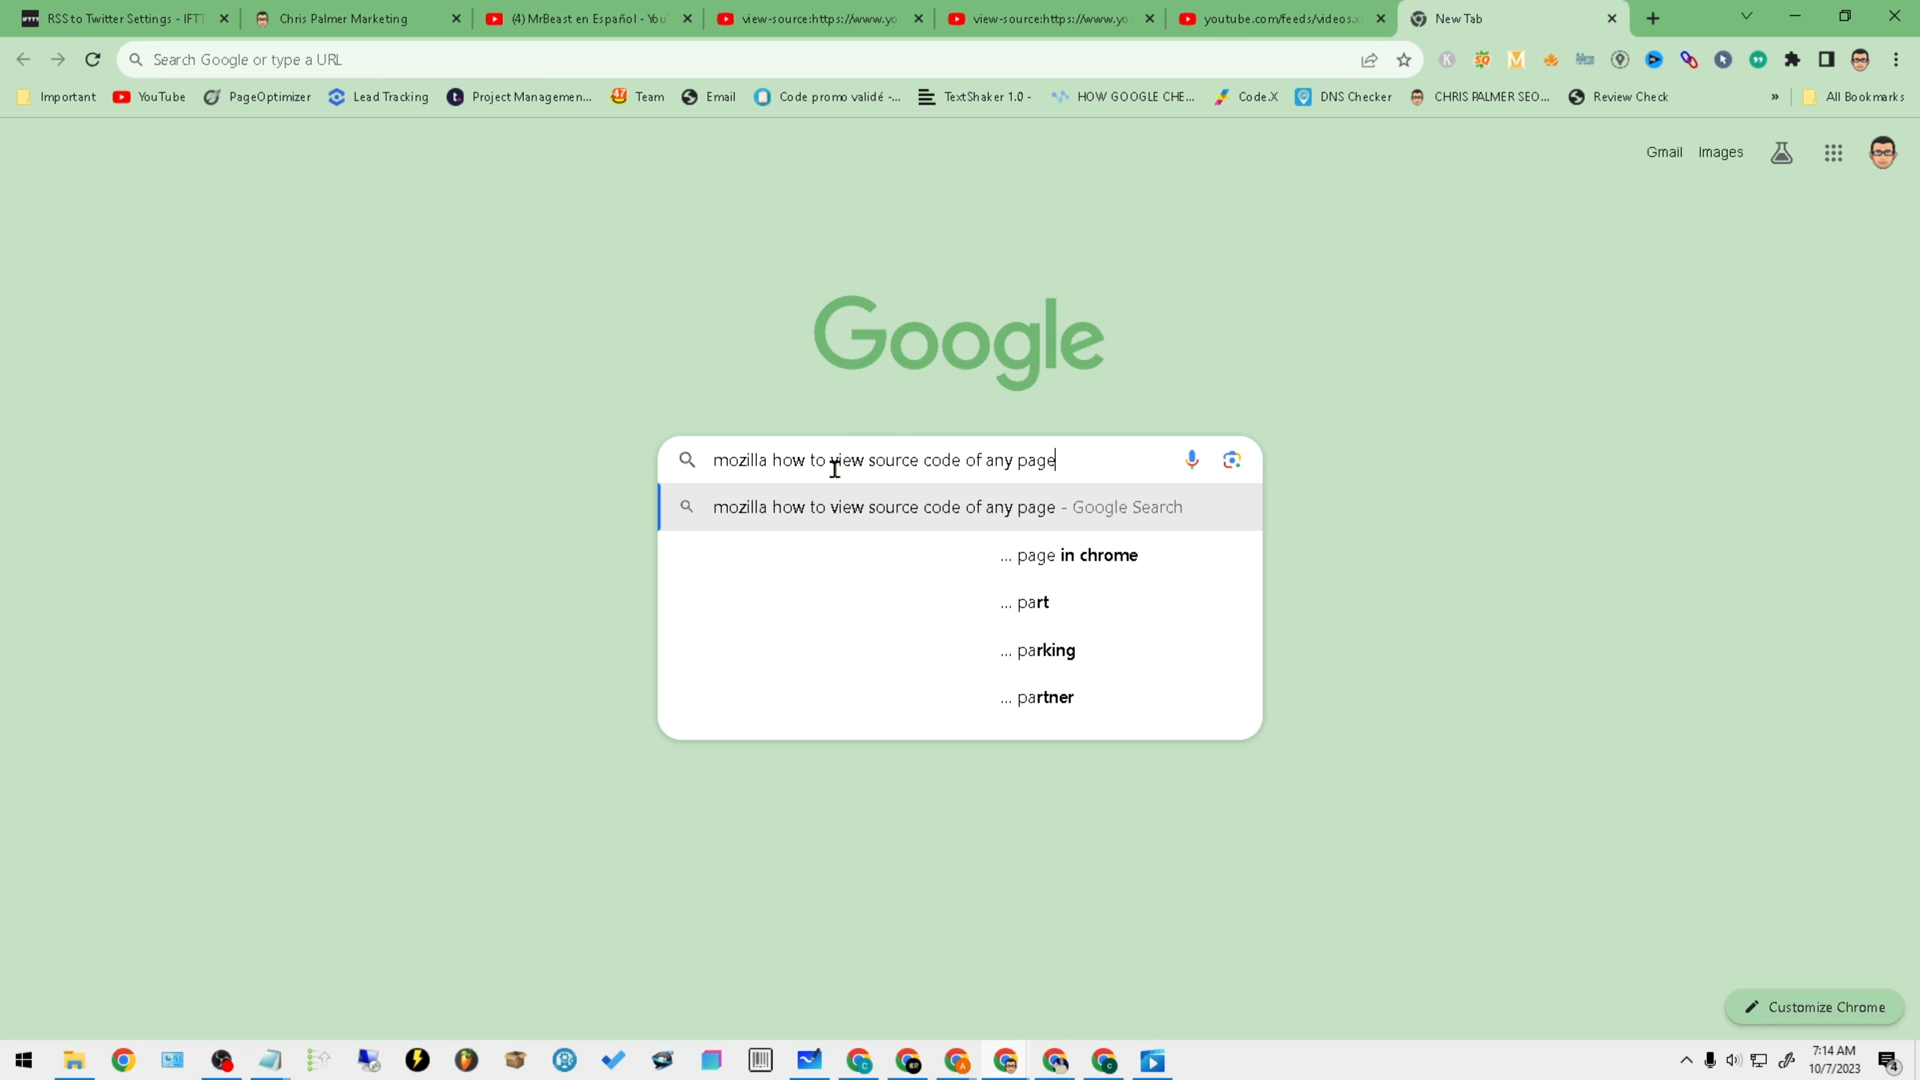 RSS to Twitter Settings - IFTT
Chris Palmer Marketing
(4) MrBeast en Español - You
view-source:https://www.yo
view-source:https://www.yo
youtube.com/feeds/videos.x
New Tab
Search Google or type a URL
Important
YouTube
PageOptimizer
Lead Tracking
Project Managemen...
Team
Email
Code promo validé -...
TextShaker 1.0 -
HOW GOOGLE CHE...
Code.X
DNS Checker
CHRIS PALMER SEO...
Review Check
»
All Bookmarks
Gmail
Images
Google
mozilla how to view source code of any page
mozilla how to view source code of any page - Google Search
... page in chrome
... part
... parking
... partner
Customize Chrome
7:14 AM
10/7/2023
4